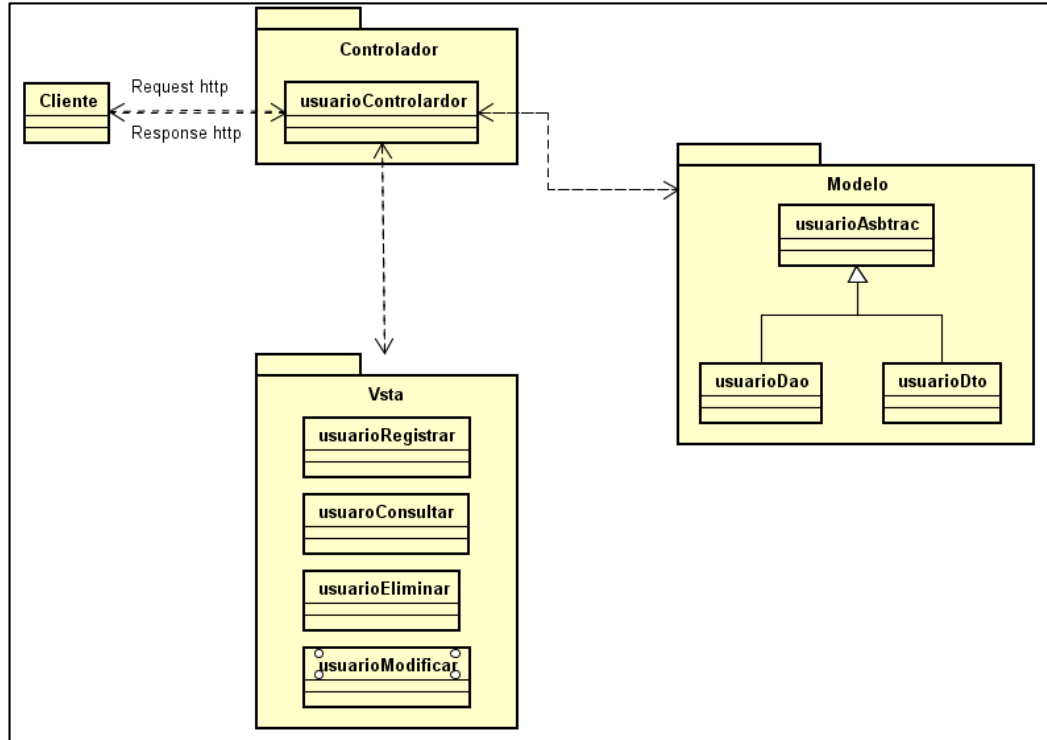 Controlador
Request http
Cliente
usuarioControlardor
Response http
Modelo
usuarioAsbtrac
usuarioDao
usuarioDto
Vsta
usuarioRegistrar
usuaroConsultar
usuarioEliminar
usuarioModificar